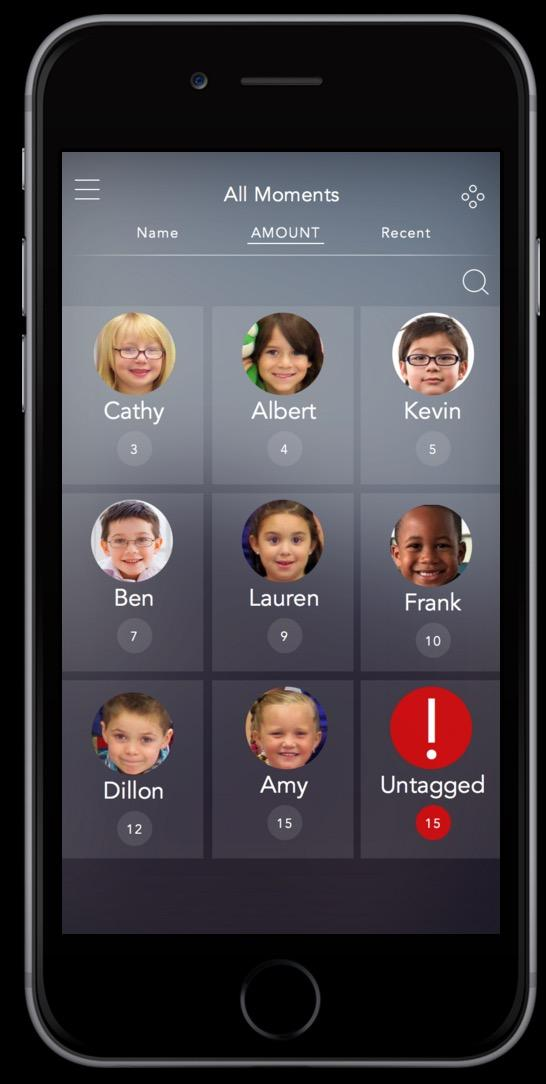 All Moments
Name AMOUNT Recent
Cathy Albert Kevin
3 4 5
Ben Lauren Frank
7 9 10
Dillon Amy Untagged
12 15 15